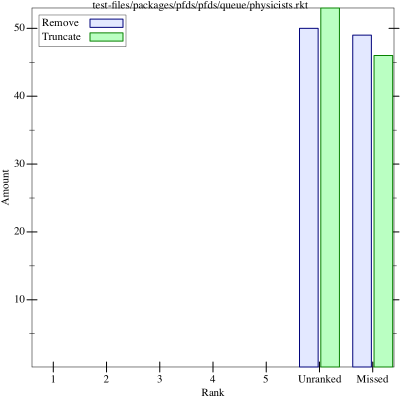 test-files/packages/pfds/pfds/queue/physicists.rkt
Remove
Truncate
50
40
30
20
10
Amount
1 2 3 4 5 Unranked Missed
Rank